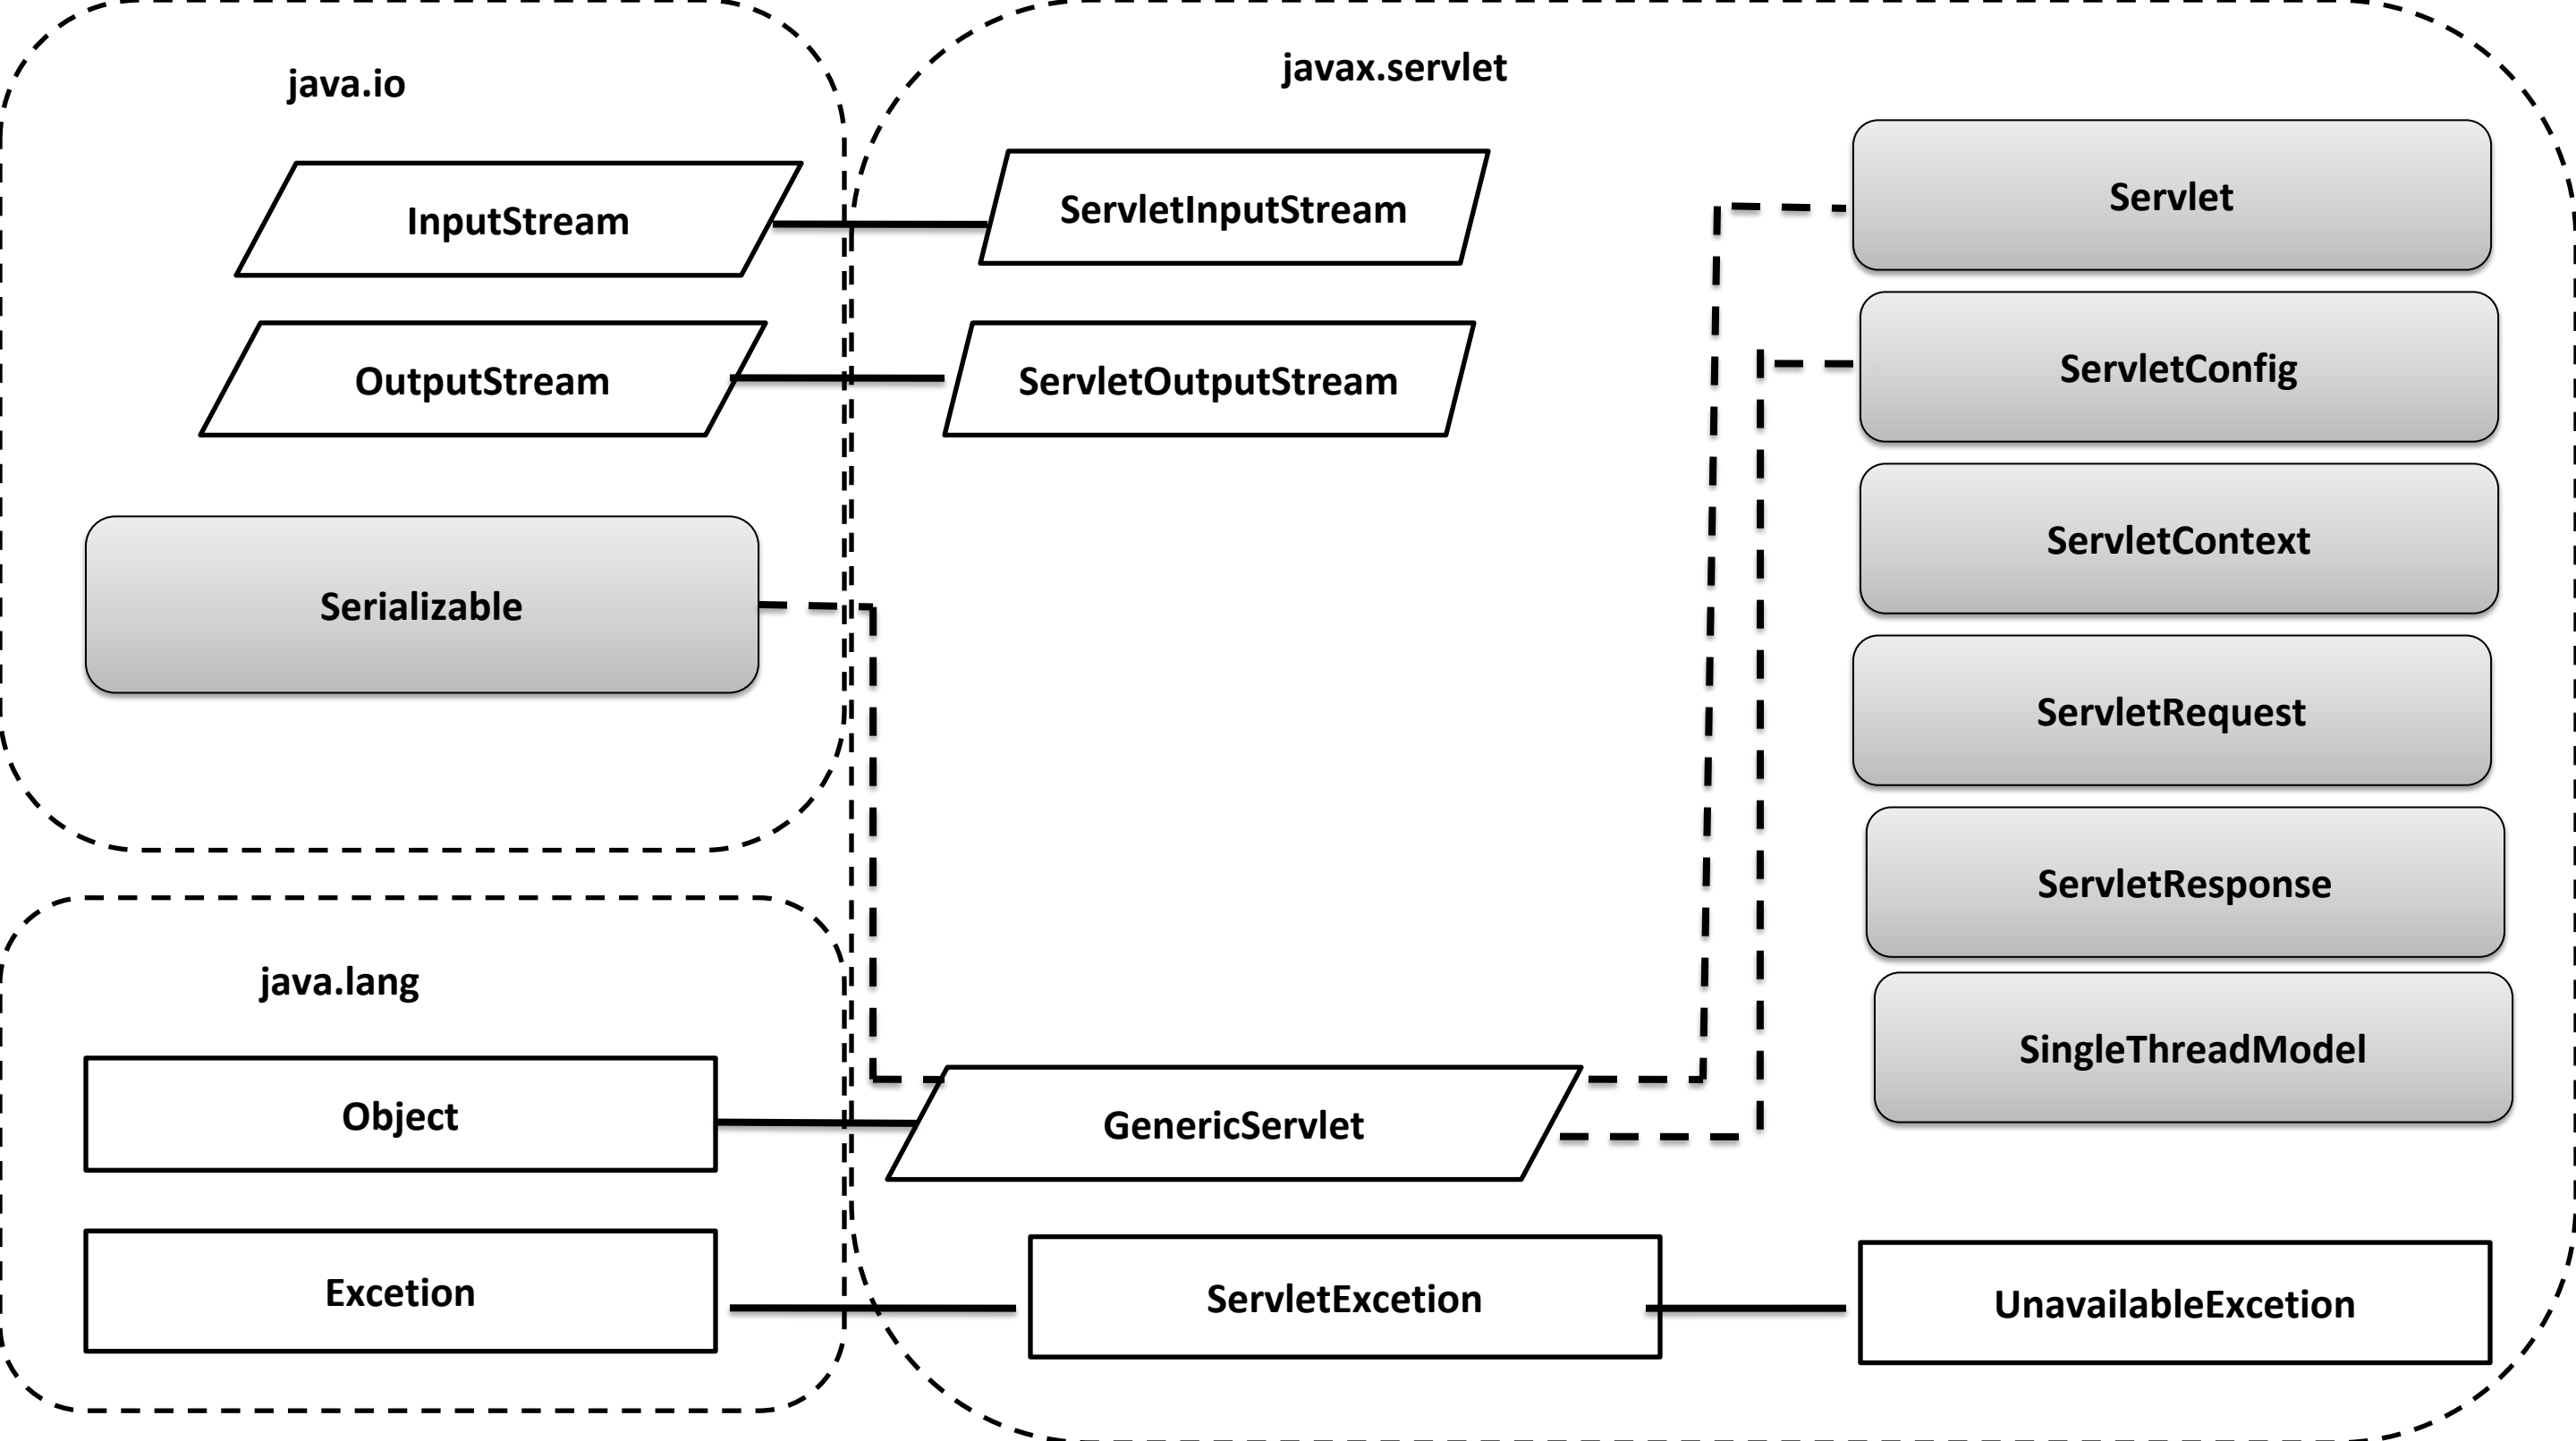 java.io
InputStream
OutputStream
Serializable
java.lang
Object
Excetion
javax.servlet
ServletInputStream
ServletOutputStream
GenericServlet
ServletExcetion
Servlet
ServletConfig
ServletContext
ServletRequest
ServletResponse
SingleThreadModel
UnavailableExcetion